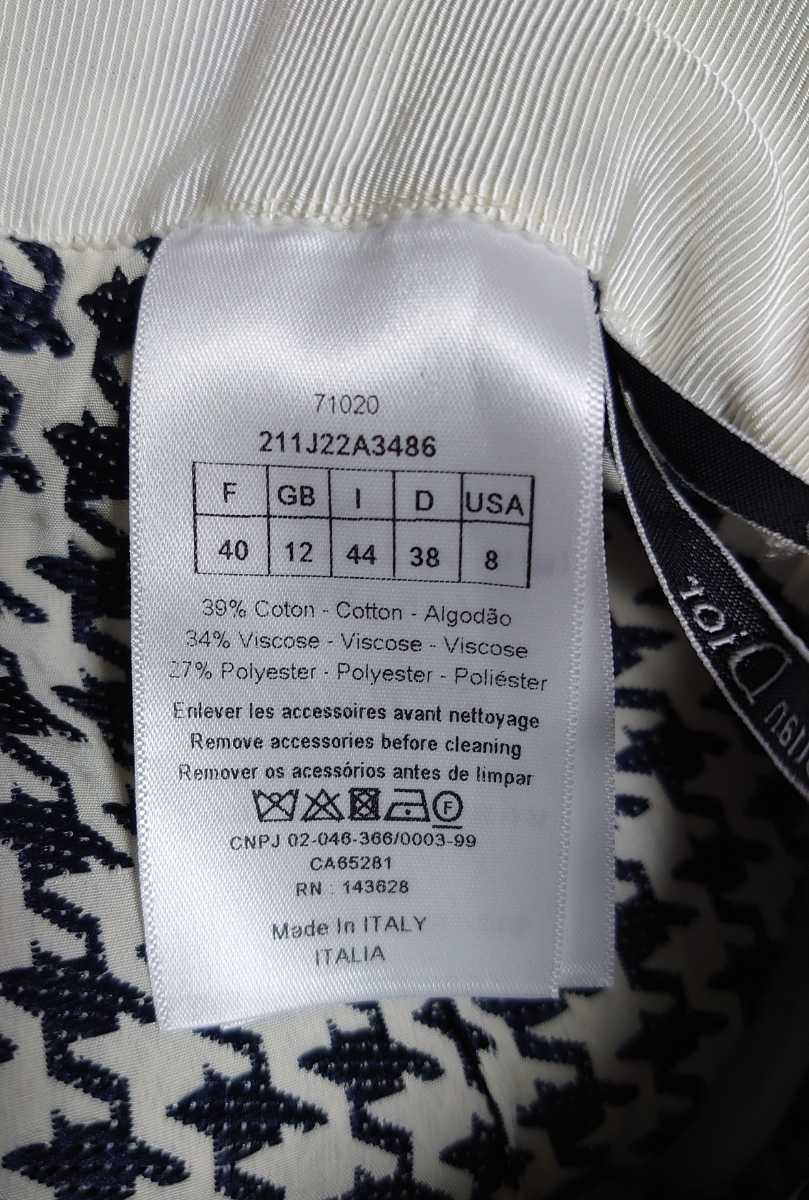 71020
211J22A3486
F GB I D USA
40 12 44 38 8
39% Coton - Cotton - Algodão
34% Viscose - Viscose - Viscose
27% Polyester - Polyester - Poliéster
Enlever les accessoires avant nettoyage
Remove accessories before cleaning
Remover os acessórios antes de limpar
F
CNPJ 02-046-366/0003-99
CA65281
RN : 143628
Made In ITALY
ITALIA
Dior